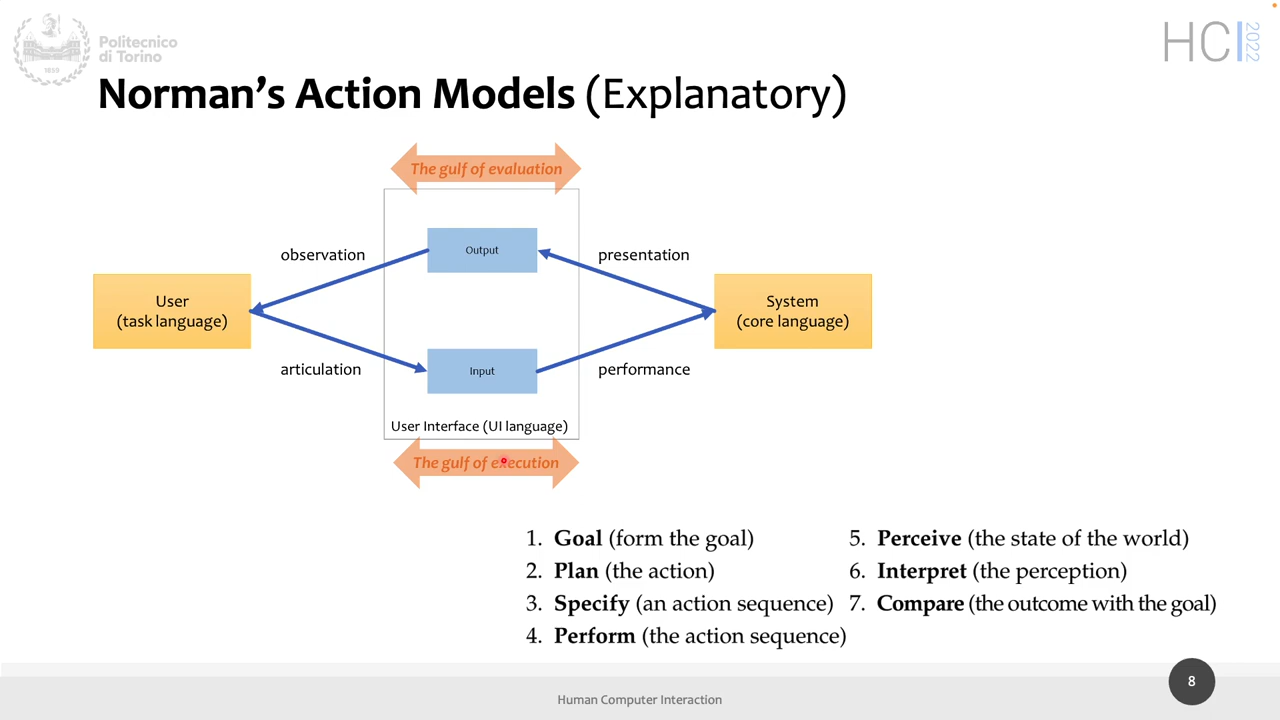 Politecnico
di Torino
1859
HCI 2022
Norman's Action Models (Explanatory)
The gulf of evaluation
Output
observation
presentation
User
(task language)
System
(core language)
articulation
Input
performance
User Interface (UI language)
The gulf of execution
1. Goal (form the goal)
2. Plan (the action)
3. Specify (an action sequence)
4. Perform (the action sequence)
5. Perceive (the state of the world)
6. Interpret (the perception)
7. Compare (the outcome with the goal)
Human Computer Interaction
8